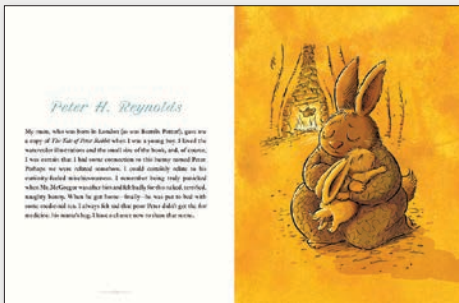 Peter H. Reynolds
My mum, who was born in London (as was Beatrix Potter!), gave me
a copy of The Tale of Peter Rabbit when I was a young boy. I loved the
watercolor illustrations and the small size of the book, and, of course,
I was certain that I had some connection to this bunny named Peter.
Perhaps we were related somehow. I could certainly relate to his
curiosity-fueled mischievousness. I remember being truly panicked
when Mr. McGregor was after him and felt badly for this naked, terrified,
naughty bunny. When he got home—finally—he was put to bed with
some medicinal tea. I always felt sad that poor Peter didn't get the
medicine: his mama's hug. I have a chance now to share that scene.